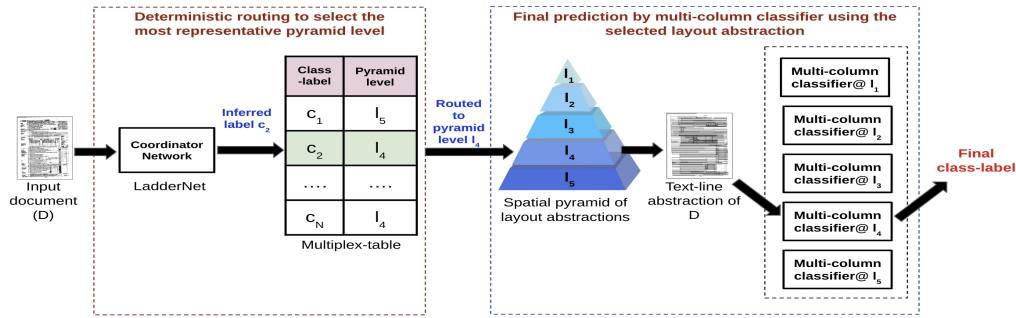 Deterministic routing to select the
most representative pyramid level
Input
document
(D)
Coordinator
Network
LadderNet
Inferred
label c2
Class
-label
Pyramid
level
c1
l5
c2
l4
....
....
cN
l4
Multiplex-table
Routed
to
pyramid
level l4
Final prediction by multi-column classifier using the
selected layout abstraction
l1
l2
l3
l4
l5
Spatial pyramid of
layout abstractions
Text-line
abstraction of
D
Multi-column
classifier@ l1
Multi-column
classifier@ l2
Multi-column
classifier@ l3
Multi-column
classifier@ l4
Multi-column
classifier@ l5
Final
class-label